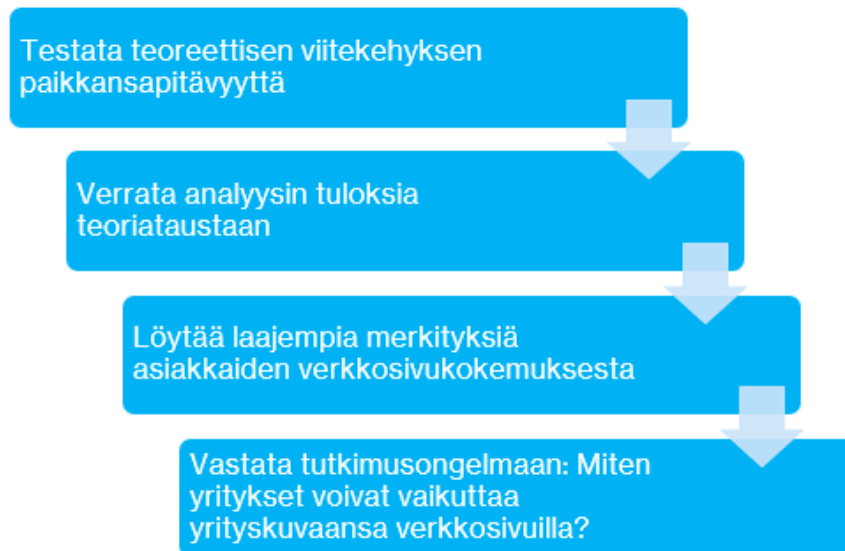 Testata teoreettisen viitekehyksen
paikkansapitävyyttä
Verrata analyysin tuloksia
teoriataustaan
Löytää laajempia merkityksiä
asiakkaiden verkkosivukokemuksesta
Vastata tutkimusongelmaan: Miten
yritykset voivat vaikuttaa
yrityskuvaansa verkkosivuilla?